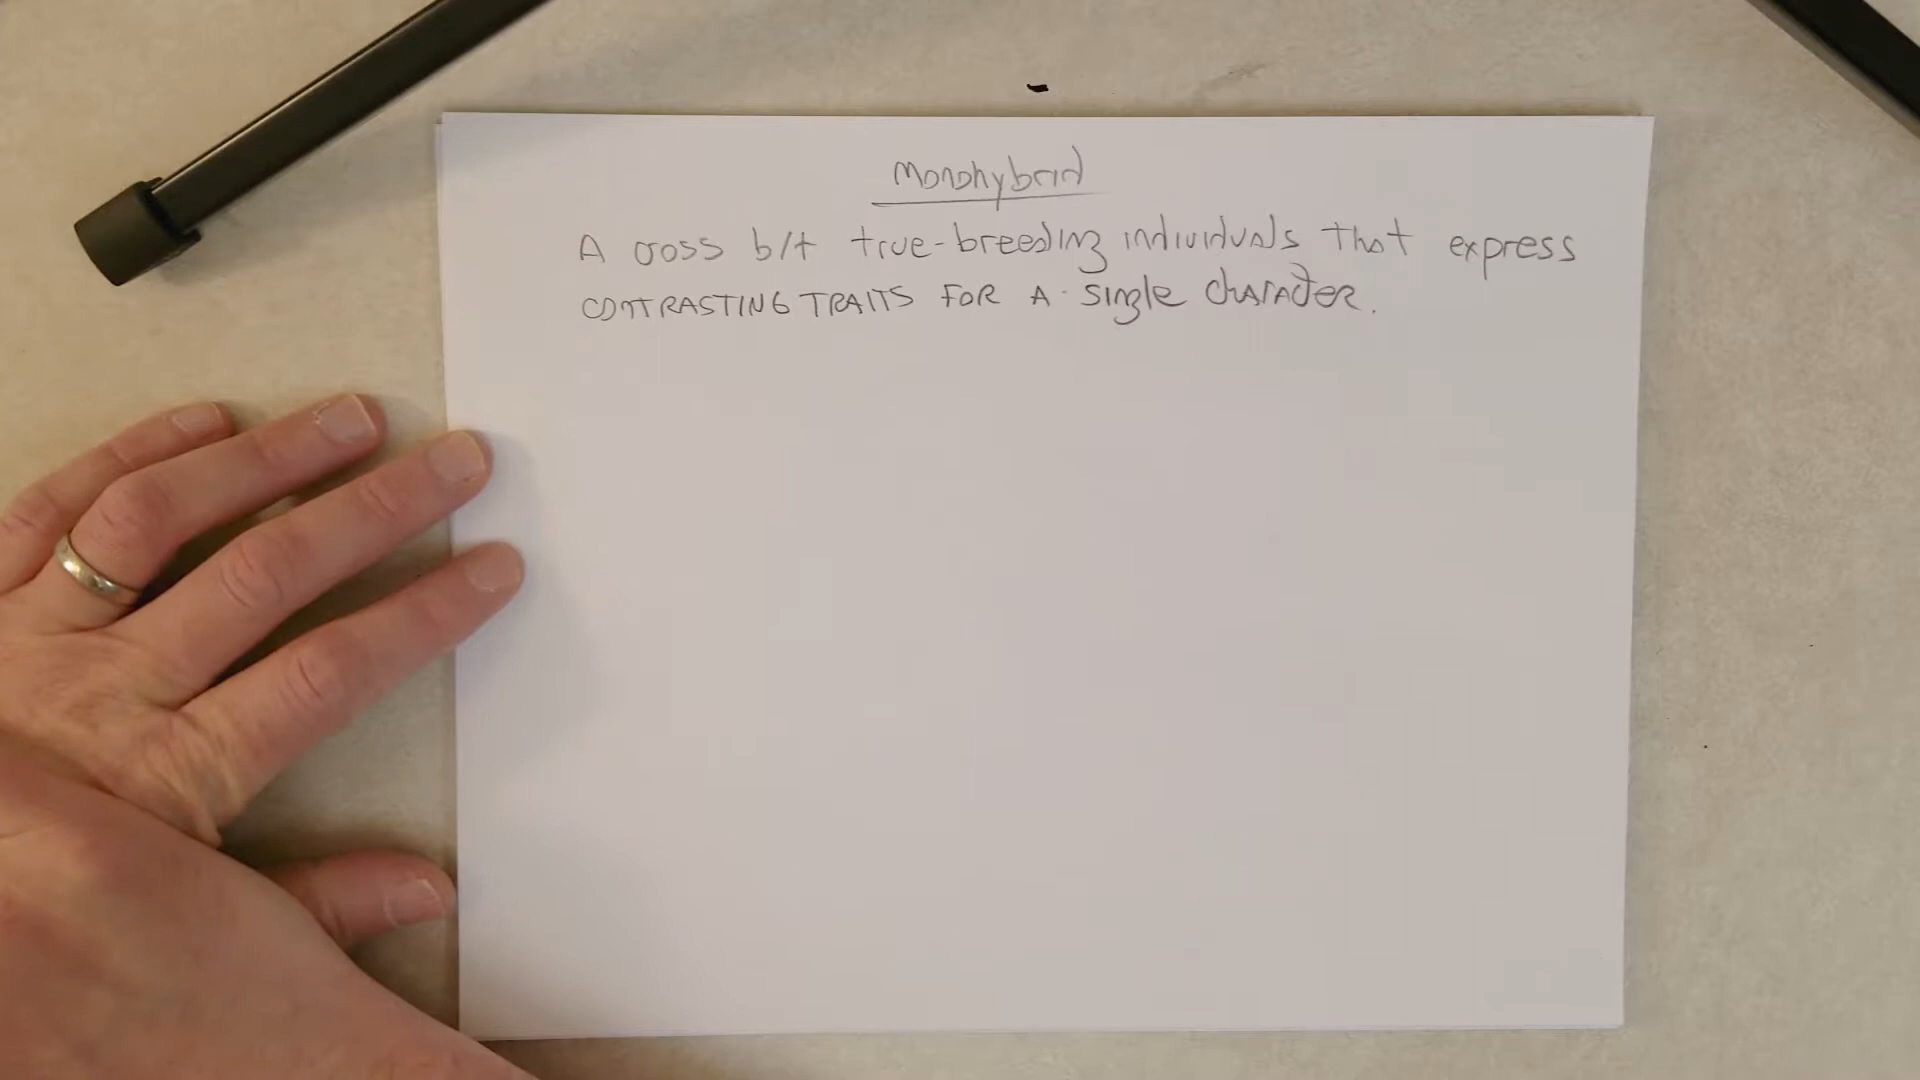 Monohybrid
A cross b/t true-breeding individuals that express
CONTRASTING TRAITS FOR A single character.